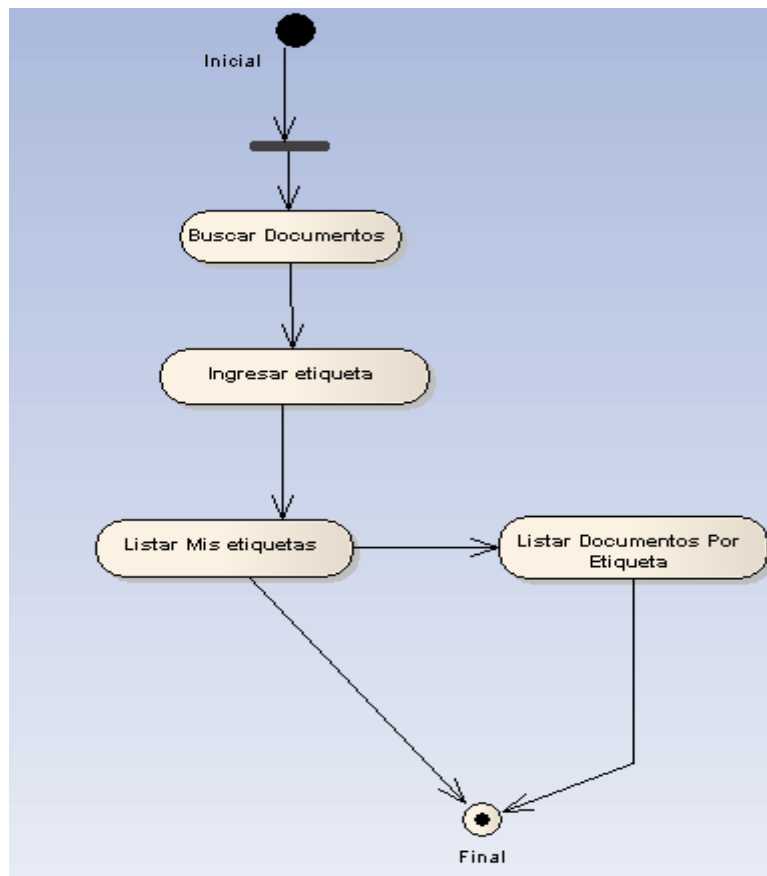 Inicial
Buscar Documentos
Ingresar etiqueta
Listar Mis etiquetas
Listar Documentos Por
Etiqueta
Final